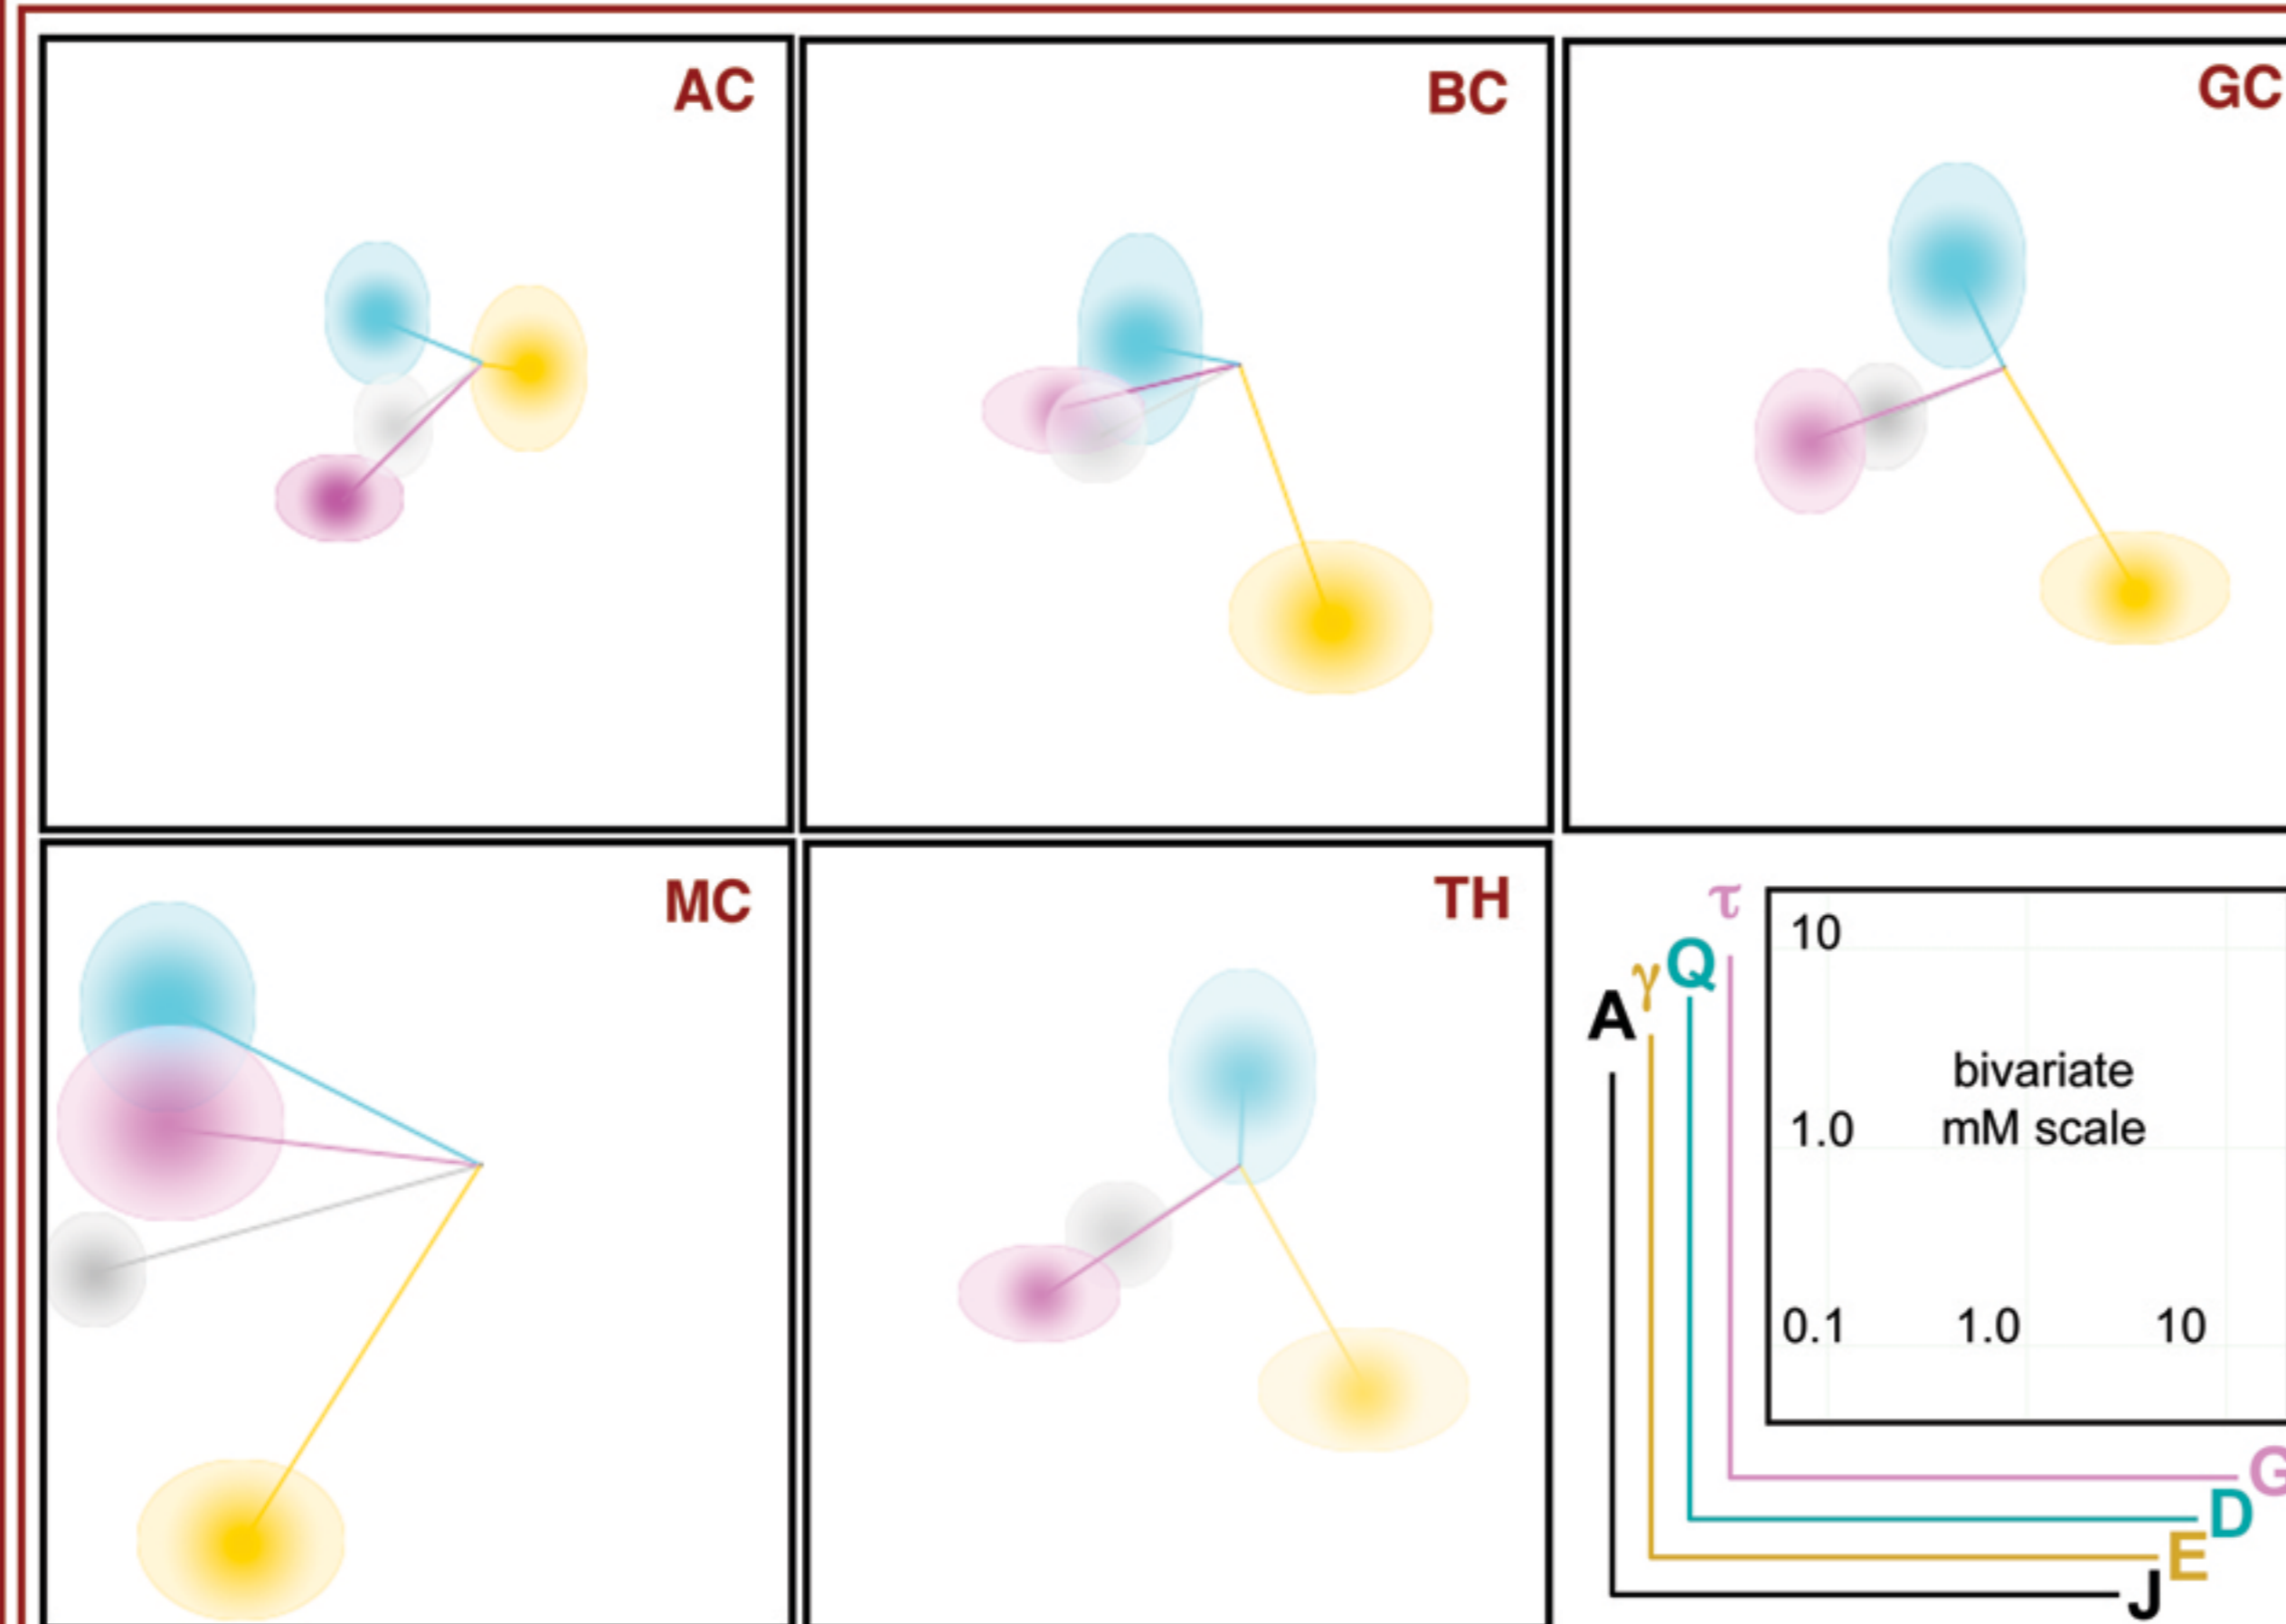 AC
BC
GC
MC
TH
τ
Q
γ
A
10
bivariate
1.0
mM scale
0.1 1.0 10
G
D
E
J